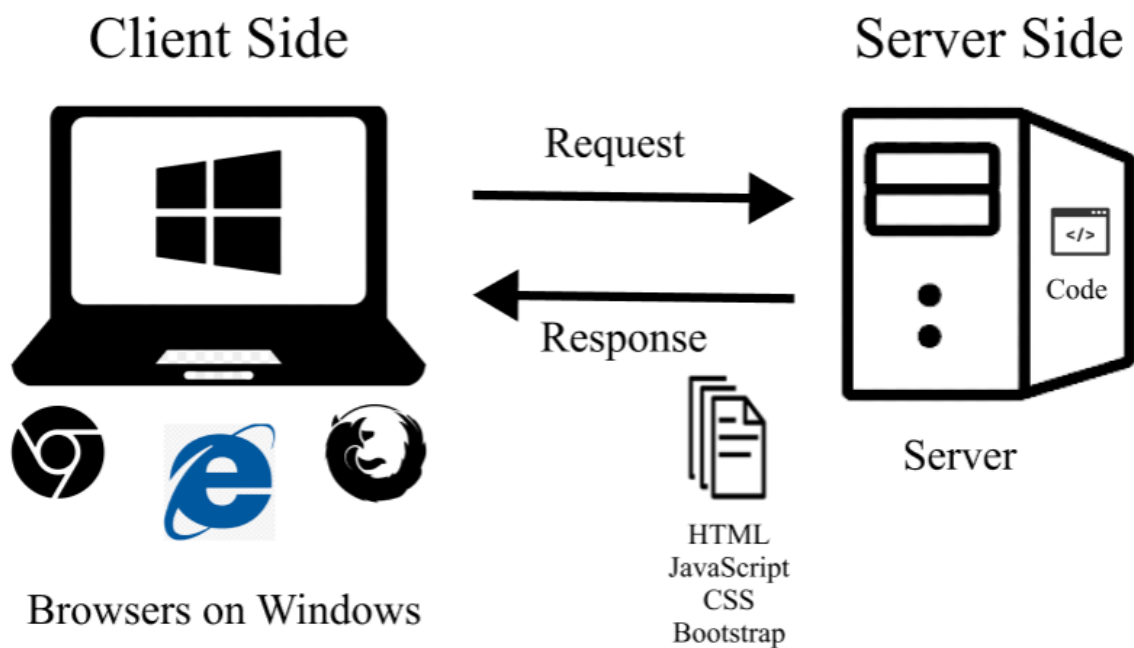 Client Side
Server Side
Request
Response
</>
Code
Server
HTML
JavaScript
CSS
Bootstrap
Browsers on Windows